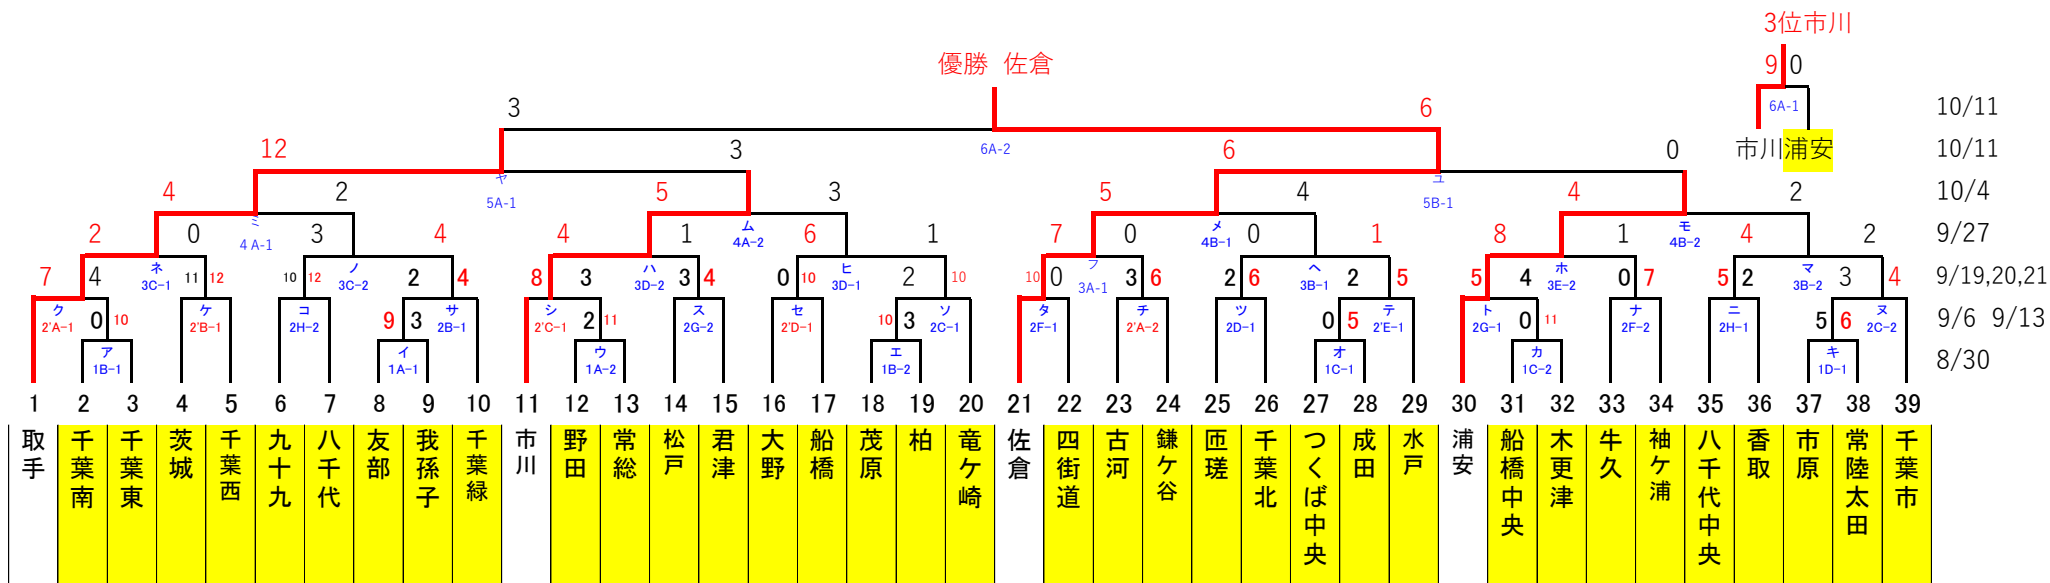 3位市川
優勝 佐倉
9 0
3 6 6A-1 10/11
12 3 6A-2 6 0 市川 浦安 10/11
4 2 ヤ 5 3 5 4 ユ 4 2 10/4
5A-1 5B-1
2 0 ミ 3 4 4 1 ム 6 1 7 0 メ 0 1 8 1 モ 4 2 9/27
4A-1 4A-2 4B-1 4B-2
7 4 ネ 11 12 10 12 ノ 2 4 8 3 ハ 3 4 0 10 ヒ 2 10 10 0 フ 3 6 2 6 ヘ 2 5 5 4 ホ 0 7 5 2 マ 3 4 9/19,20,21
3C-1 3C-2 3D-2 3D-1 3A-1 3B-1 3E-2 3B-2
ク 0 10 ケ コ 9 3 サ シ 2 11 ス セ 10 3 ソ タ チ ツ 0 5 テ ト 0 11 ナ ニ 5 6 ヌ 9/6 9/13
2'A-1 2'B-1 2H-2 2B-1 2'C-1 2G-2 2'D-1 2C-1 2F-1 2'A-2 2D-1 2'E-1 2G-1 2F-2 2H-1 2C-2
ア イ ウ エ オ カ キ 8/30
1B-1 1A-1 1A-2 1B-2 1C-1 1C-2 1D-1
1 2 3 4 5 6 7 8 9 10 11 12 13 14 15 16 17 18 19 20 21 22 23 24 25 26 27 28 29 30 31 32 33 34 35 36 37 38 39
取手
千葉南
千葉東
茨城
千葉西
九十九
八千代
友部
我孫子
千葉緑
市川
野田
常総
松戸
君津
大野
船橋
茂原
柏
竜ケ崎
佐倉
四街道
古河
鎌ケ谷
匝瑳
千葉北
つくば中央
成田
水戸
浦安
船橋中央
木更津
牛久
袖ケ浦
八千代中央
香取
市原
常陸太田
千葉市